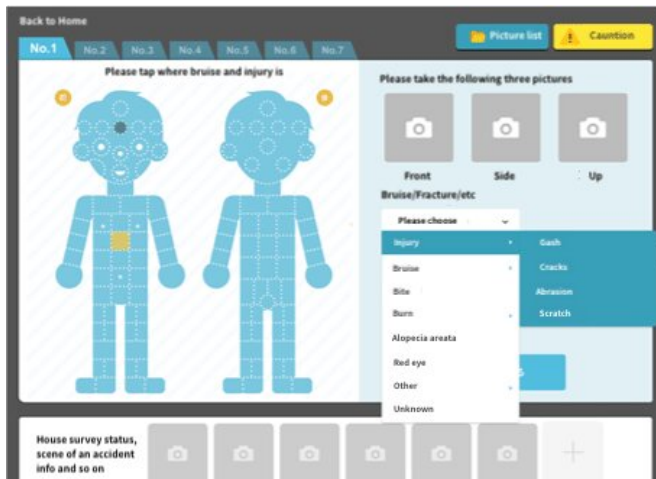 Back to Home
No.1
No.2
No.3
No.4
No.5
No.6
No.7
Picture list
Cauntion
Please tap where bruise and injury is
Please take the following three pictures
Front
Side
Up
Bruise/Fracture/etc
Please choose
Injury
Gash
Bruise
Cracks
Bite
Abrasion
Burn
Scratch
Alopecia areata
Red eye
Other
Unknown
House survey status,
scene of an accident
info and so on